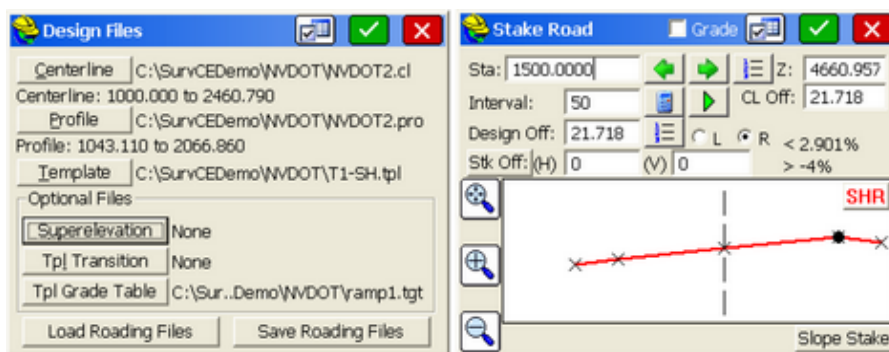 Design Files
Centerline C:\SurvCEDemo\NVDOT\NVDOT2.cl
Centerline: 1000.000 to 2460.790
Profile C:\SurvCEDemo\NVDOT\NVDOT2.pro
Profile: 1043.110 to 2066.860
Template C:\SurvCEDemo\NVDOT\T1-SH.tpl
Optional Files
Superelevation None
Tpl Transition None
Tpl Grade Table C:\Sur..Demo\NVDOT\ramp1.tgt
Load Roading Files Save Roading Files
Stake Road Grade
Sta: 1500.0000 Z: 4660.957
Interval: 50 CL Off: 21.718
Design Off: 21.718 L R < 2.901%
Stk Off: (H) 0 (V) 0 > -4%
SHR
Slope Stake